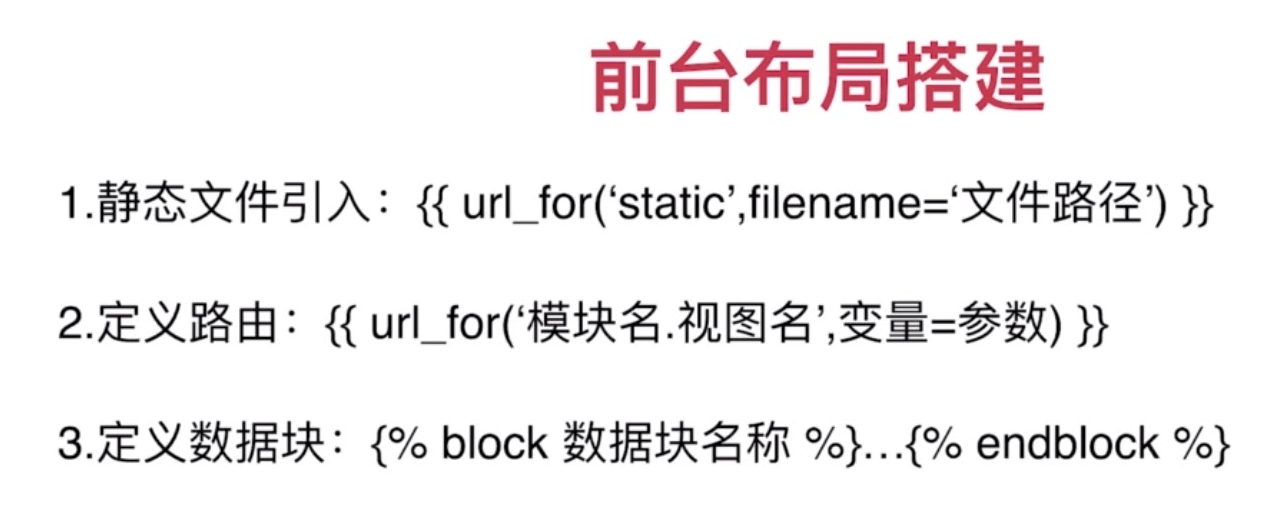 前台布局搭建
1.静态文件引入：{{ url_for(‘static’,filename=‘文件路径’) }}
2.定义路由：{{ url_for(‘模块名.视图名’,变量=参数) }}
3.定义数据块：{% block 数据块名称 %}…{% endblock %}